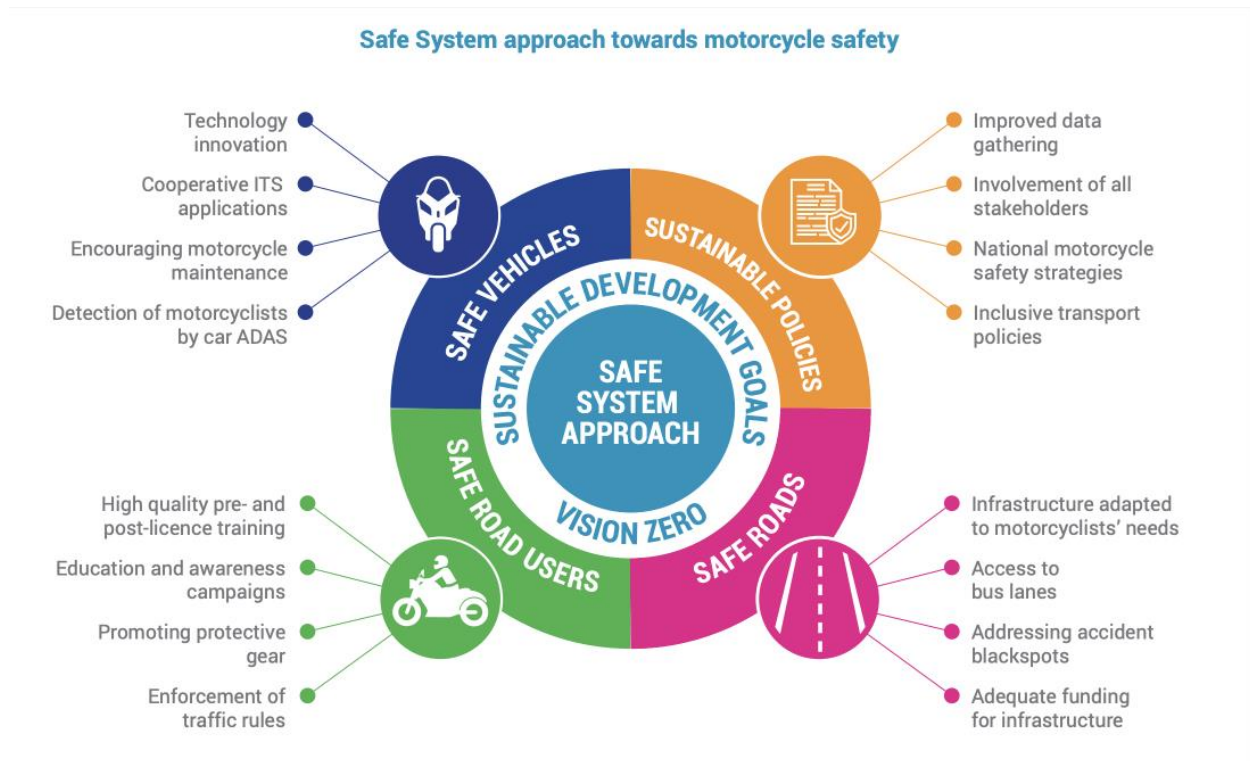 Safe System approach towards motorcycle safety
Technology
innovation
Cooperative ITS
applications
Encouraging motorcycle
maintenance
Detection of motorcyclists
by car ADAS
SAFE VEHICLES
Improved data
gathering
Involvement of all
stakeholders
National motorcycle
safety strategies
Inclusive transport
policies
SUSTAINABLE POLICIES
SUSTAINABLE DEVELOPMENT GOALS
SAFE
SYSTEM
APPROACH
VISION ZERO
High quality pre- and
post-licence training
Education and awareness
campaigns
Promoting protective
gear
Enforcement of
traffic rules
SAFE ROAD USERS
Infrastructure adapted
to motorcyclists’ needs
Access to
bus lanes
Addressing accident
blackspots
Adequate funding
for infrastructure
SAFE ROADS